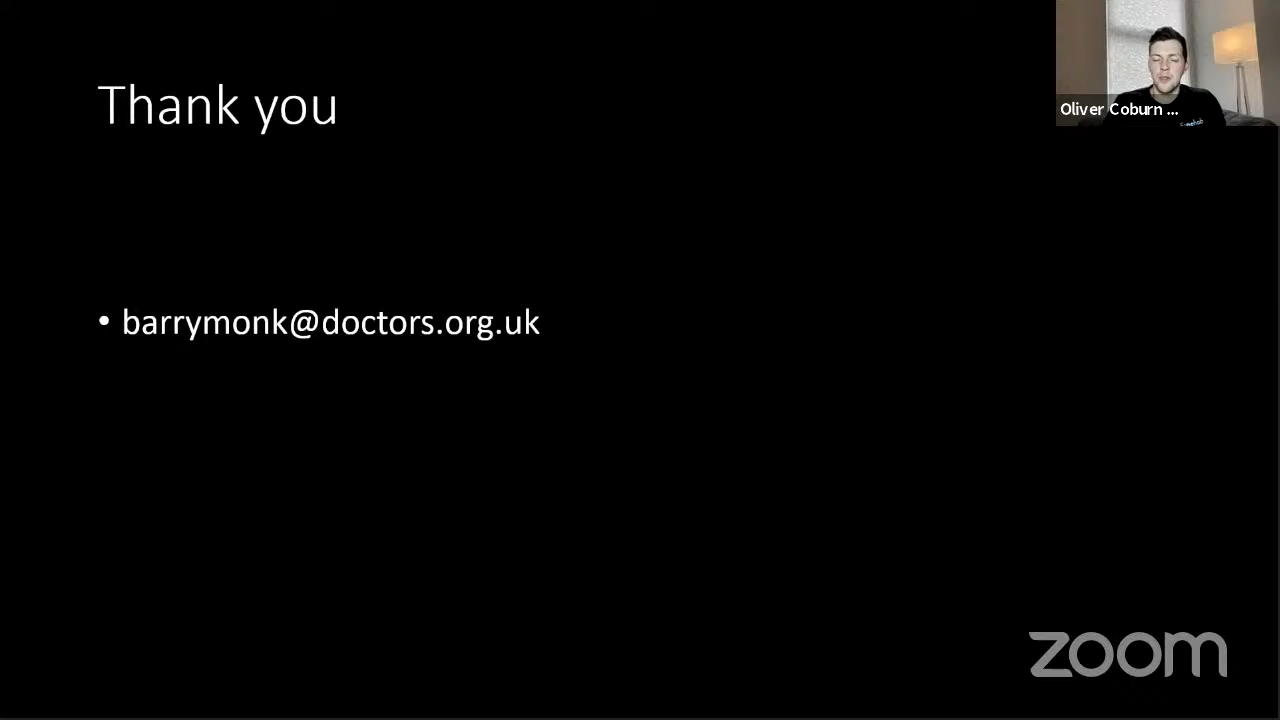 Thank you
Oliver Coburn ...
• barrymonk@doctors.org.uk
zoom